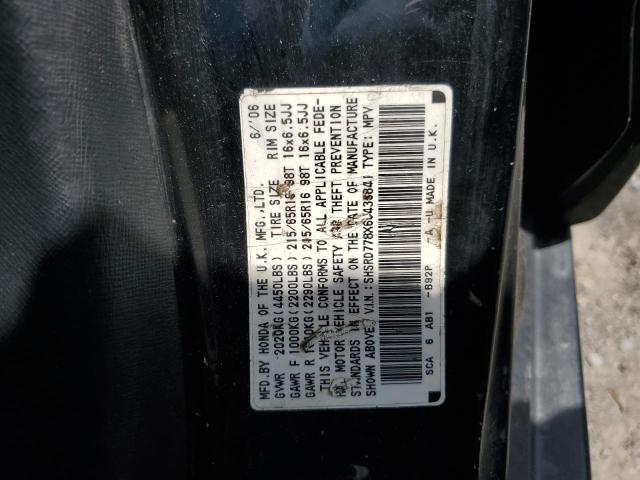 MFD.BY HONDA OF THE U.K. MFG.,LTD. 6/'06
GVWR 2020KG(4450LBS) TIRE SIZE RIM SIZE
GAWR F 1000KG(2200LBS) 215/65R16 98T 16x6.5JJ
GAWR R KG(2290LBS) 215/65R16 98T 16x6.5JJ
THIS VEHICLE CONFORMS TO ALL APPLICABLE FEDE-
MOTOR VEHICLE SAFETY AND THEFT PREVENTION
STANDARDS IN EFFECT ON THE DATE OF MANUFACTURE
SHOWN ABOVE. V.I.N.: TYPE: MPV
SCA 6 AB1 -B92P 7A -U MADE IN U.K.